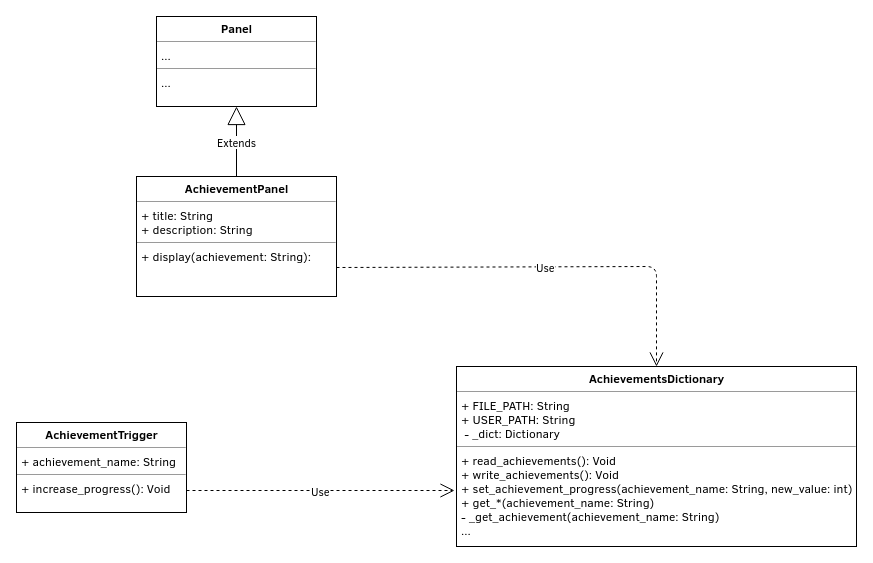 Panel
...
...
Extends
AchievementPanel
+ title: String
+ description: String
+ display(achievement: String):
Use
AchievementsDictionary
+ FILE_PATH: String
+ USER_PATH: String
- _dict: Dictionary
+ read_achievements(): Void
+ write_achievements(): Void
+ set_achievement_progress(achievement_name: String, new_value: int)
+ get_*(achievement_name: String)
- _get_achievement(achievement_name: String)
...
AchievementTrigger
+ achievement_name: String
+ increase_progress(): Void
Use